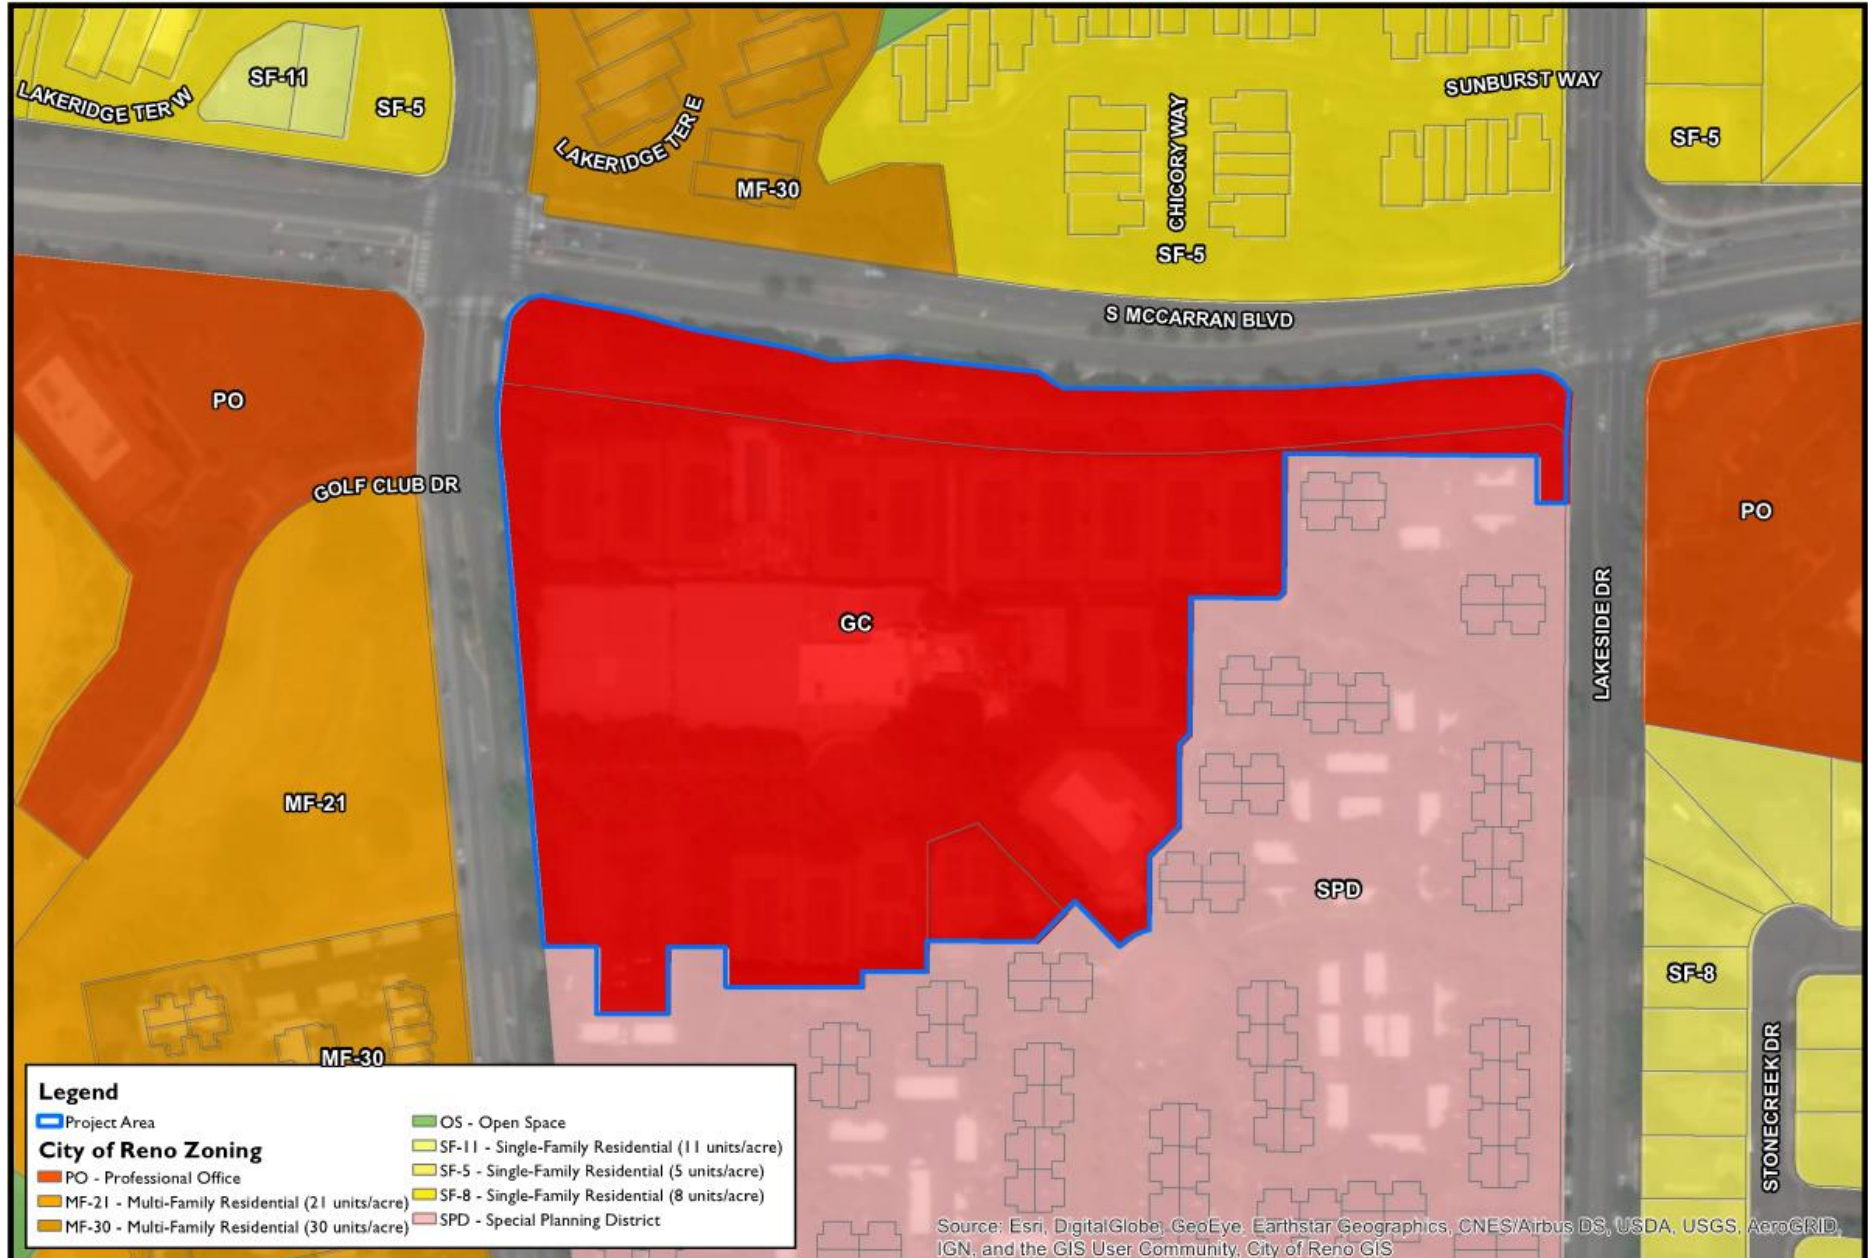 LAKERIDGE TER W
SF-11
SF-5
LAKERIDGE TER E
MF-30
CHICORY WAY
SF-5
SUNBURST WAY
SF-5
S MCCARRAN BLVD
PO
GOLF CLUB DR
GC
PO
LAKESIDE DR
MF-21
SPD
SF-8
STONECREEK DR
MF-30
Legend
Project Area
City of Reno Zoning
PO - Professional Office
MF-21 - Multi-Family Residential (21 units/acre)
MF-30 - Multi-Family Residential (30 units/acre)
OS - Open Space
SF-11 - Single-Family Residential (11 units/acre)
SF-5 - Single-Family Residential (5 units/acre)
SF-8 - Single-Family Residential (8 units/acre)
SPD - Special Planning District
Source: Esri, DigitalGlobe, GeoEye, Earthstar Geographics, CNES/Airbus DS, USDA, USGS, AeroGRID,
IGN, and the GIS User Community, City of Reno GIS